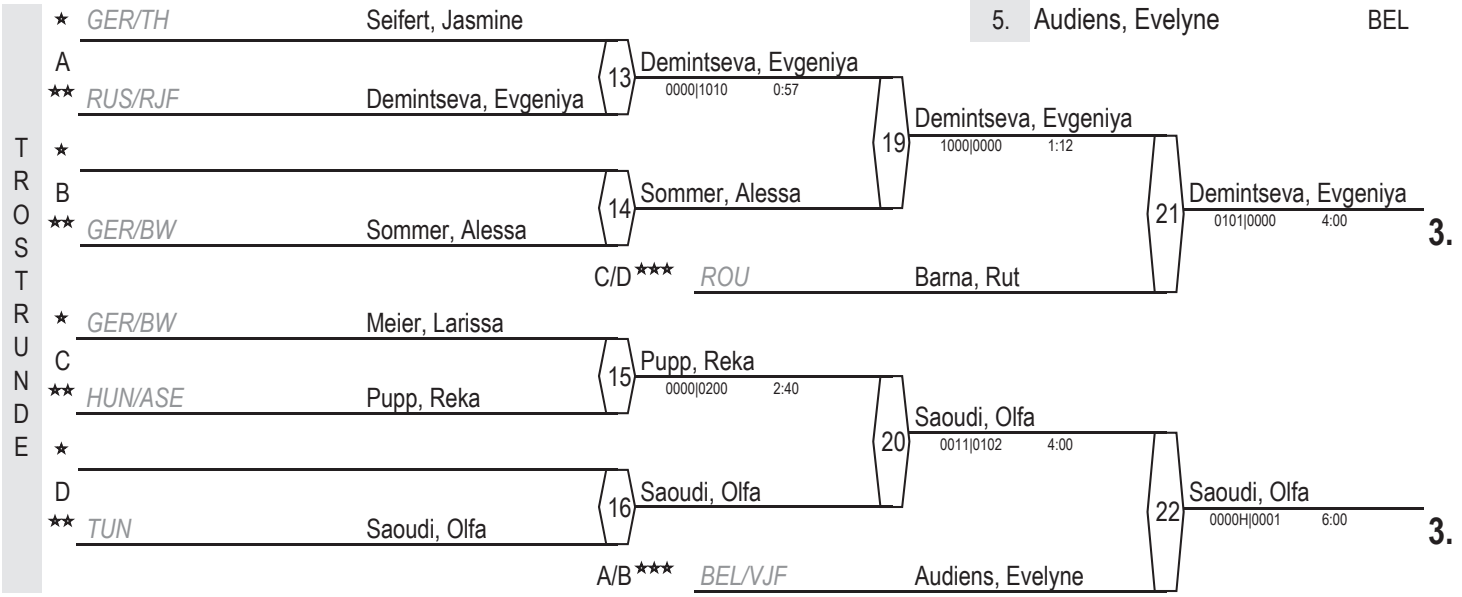 TROSTRUNDE
★ GER/TH Seifert, Jasmine
5. Audiens, Evelyne BEL
A
13 Demintseva, Evgeniya
0000|1010 0:57
★★ RUS/RJF Demintseva, Evgeniya
19 Demintseva, Evgeniya
1000|0000 1:12
★
B
14 Sommer, Alessa
21 Demintseva, Evgeniya
0101|0000 4:00
3.
★★ GER/BW Sommer, Alessa
C/D ★★★ ROU Barna, Rut
★ GER/BW Meier, Larissa
C
15 Pupp, Reka
0000|0200 2:40
★★ HUN/ASE Pupp, Reka
20 Saoudi, Olfa
0011|0102 4:00
★
D
16 Saoudi, Olfa
22 Saoudi, Olfa
0000H|0001 6:00
3.
★★ TUN Saoudi, Olfa
A/B ★★★ BEL/VJF Audiens, Evelyne